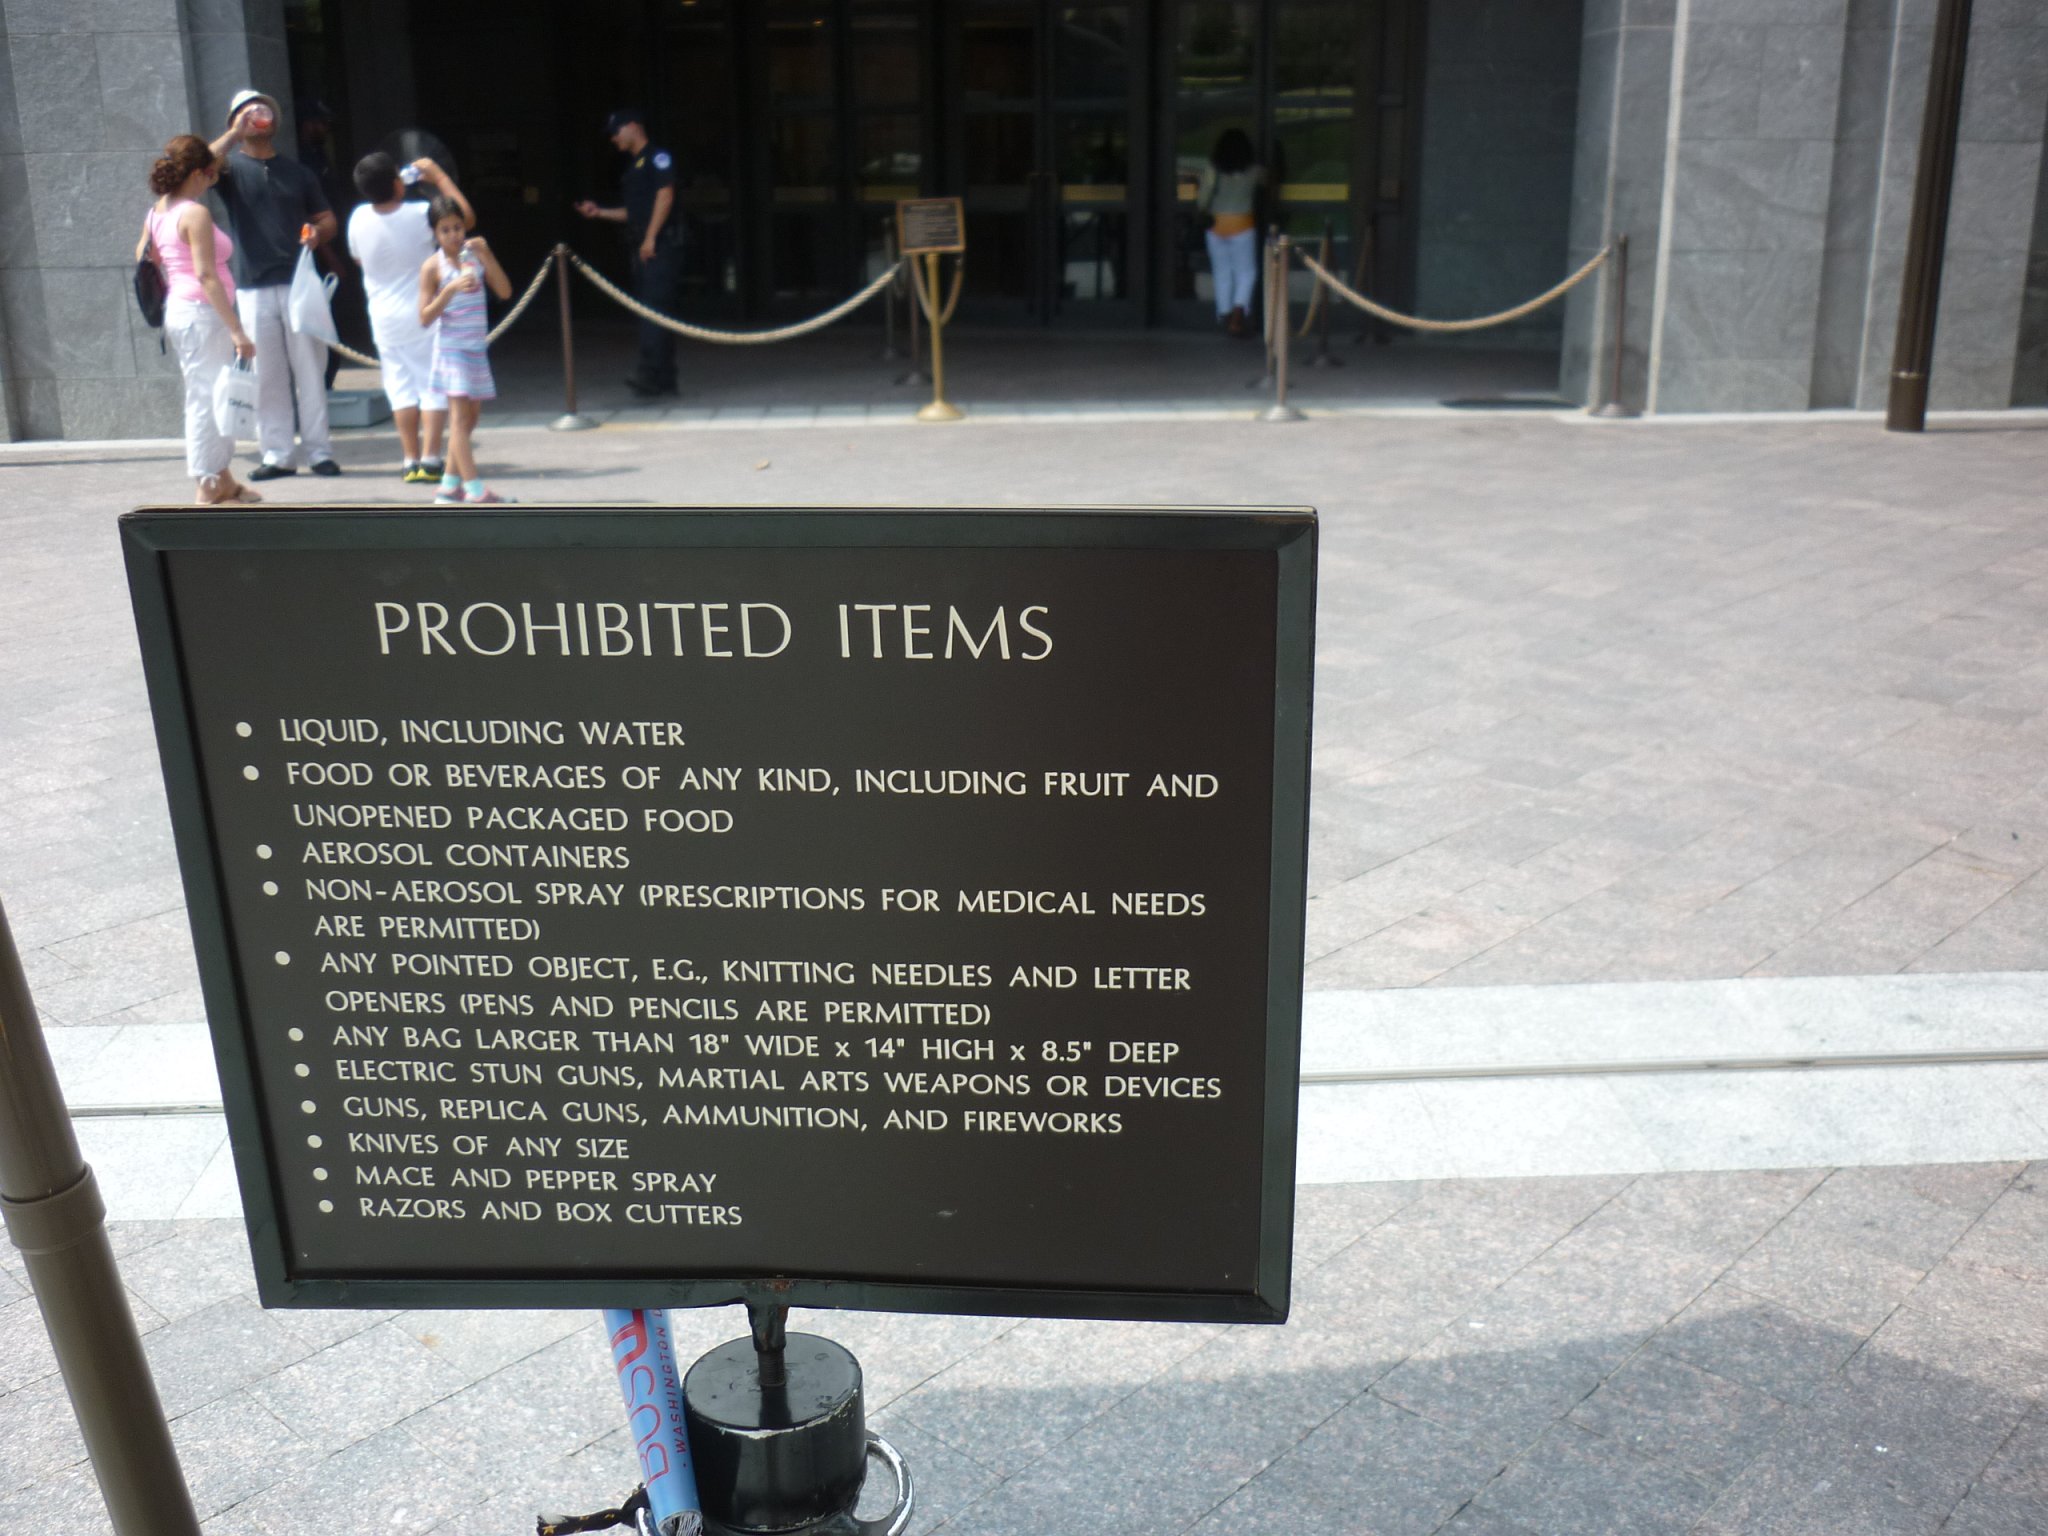 PROHIBITED ITEMS
• LIQUID, INCLUDING WATER
• FOOD OR BEVERAGES OF ANY KIND, INCLUDING FRUIT AND
UNOPENED PACKAGED FOOD
• AEROSOL CONTAINERS
• NON-AEROSOL SPRAY (PRESCRIPTIONS FOR MEDICAL NEEDS
ARE PERMITTED)
• ANY POINTED OBJECT, E.G., KNITTING NEEDLES AND LETTER
OPENERS (PENS AND PENCILS ARE PERMITTED)
• ANY BAG LARGER THAN 18" WIDE x 14" HIGH x 8.5" DEEP
• ELECTRIC STUN GUNS, MARTIAL ARTS WEAPONS OR DEVICES
• GUNS, REPLICA GUNS, AMMUNITION, AND FIREWORKS
• KNIVES OF ANY SIZE
• MACE AND PEPPER SPRAY
• RAZORS AND BOX CUTTERS
WASHINGTON